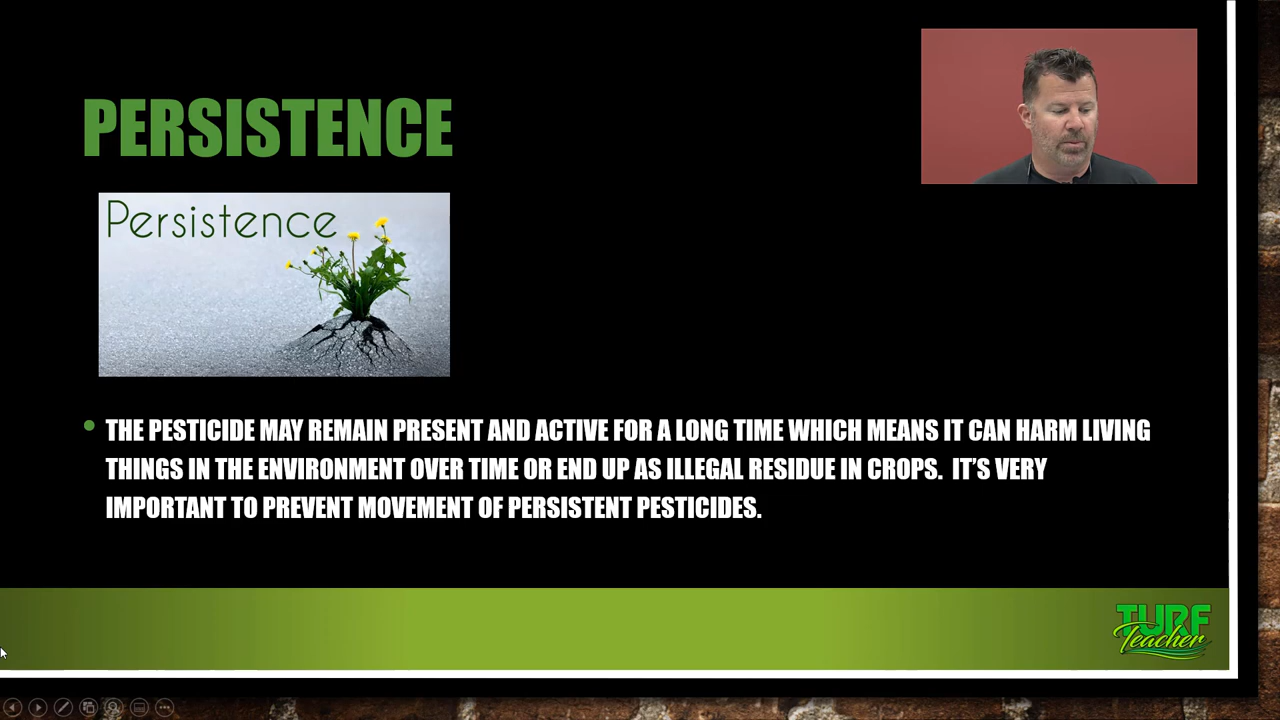 PERSISTENCE
Persistence
• THE PESTICIDE MAY REMAIN PRESENT AND ACTIVE FOR A LONG TIME WHICH MEANS IT CAN HARM LIVING
THINGS IN THE ENVIRONMENT OVER TIME OR END UP AS ILLEGAL RESIDUE IN CROPS. IT'S VERY
IMPORTANT TO PREVENT MOVEMENT OF PERSISTENT PESTICIDES.
TURF
Teacher